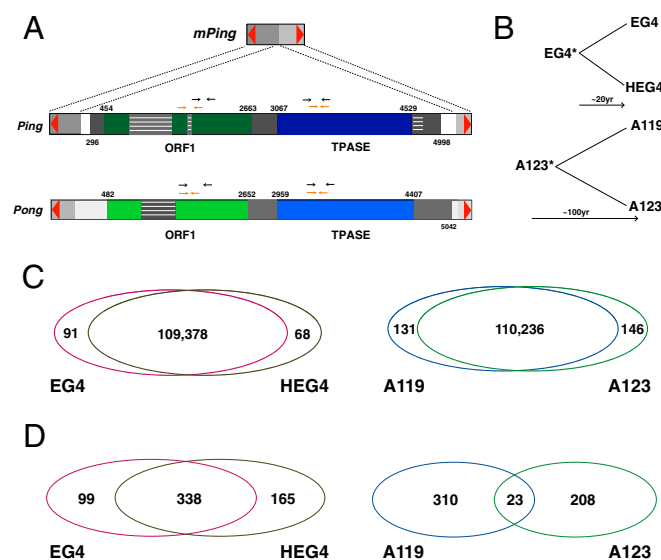 A
mPing
454
2663
3067
4529
Ping
296
ORF1
TPASE
4998
482
2652
2959
4407
Pong
ORF1
TPASE
5042
B
EG4
EG4*
HEG4
~20yr
A119
A123*
A123
~100yr
C
91
109,378
68
EG4
HEG4
131
110,236
146
A119
A123
D
99
338
165
EG4
HEG4
310
23
208
A119
A123